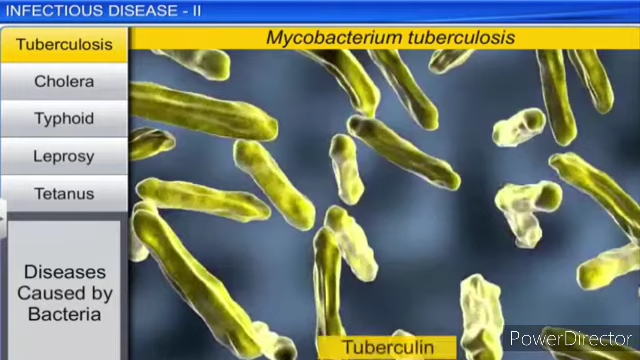 INFECTIOUS DISEASE - II
Tuberculosis
Cholera
Typhoid
Leprosy
Tetanus
Diseases
Caused by
Bacteria
Mycobacterium tuberculosis
Tuberculin
PowerDirector